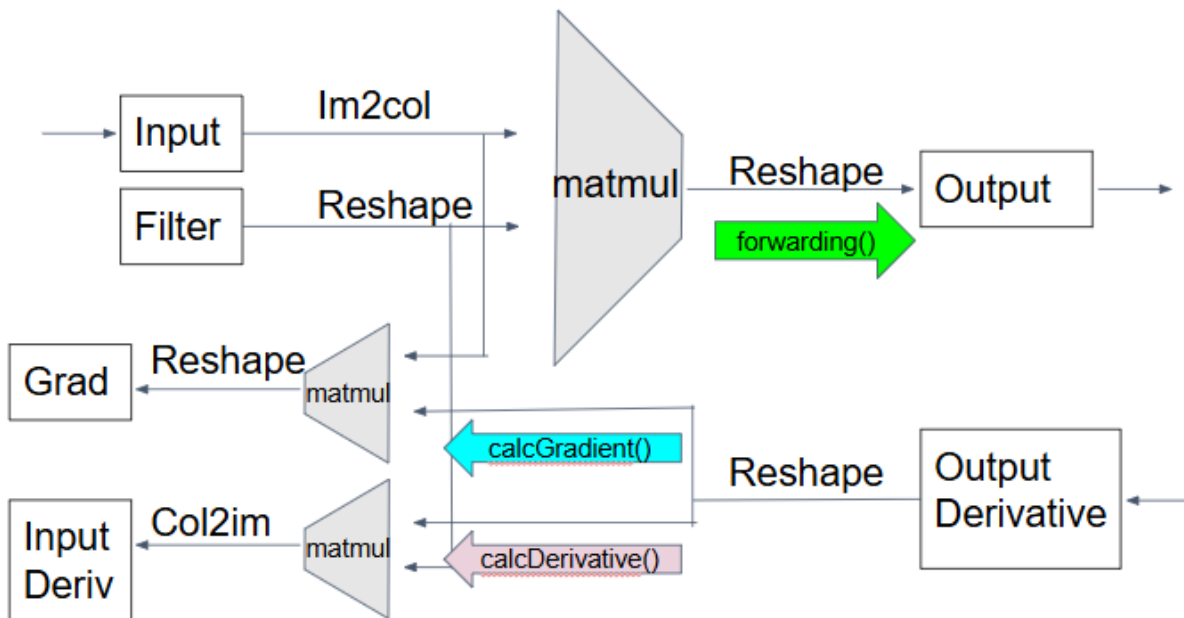 Im2col
Input
Reshape
Filter
matmul
Reshape
Output
forwarding()
Reshape
Grad
matmul
calcGradient()
Reshape
Output
Derivative
Col2im
Input
Deriv
matmul
calcDerivative()